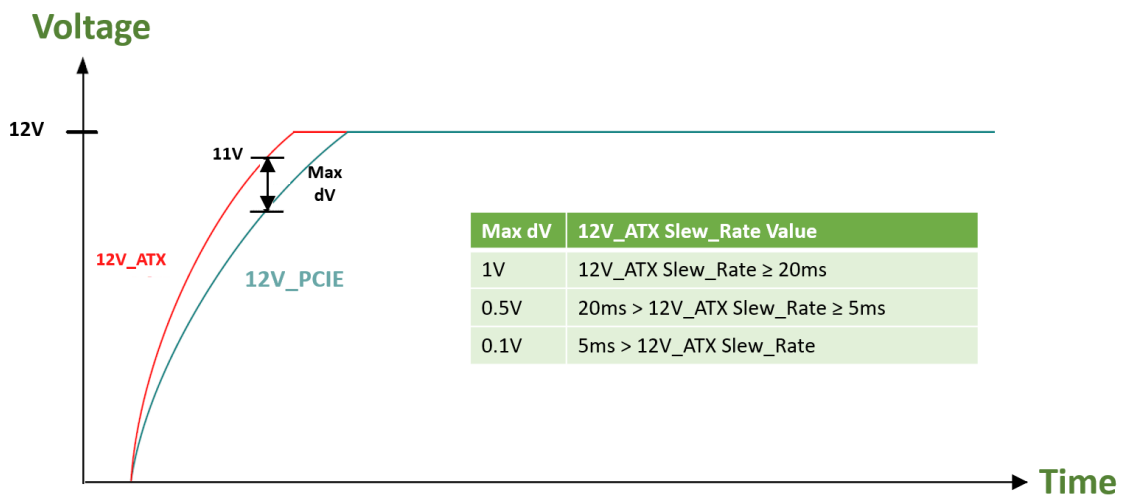 Voltage
12V
11V
Max
dV
12V_ATX
12V_PCIE
Max dV 12V_ATX Slew_Rate Value
1V 12V_ATX Slew_Rate ≥ 20ms
0.5V 20ms > 12V_ATX Slew_Rate ≥ 5ms
0.1V 5ms > 12V_ATX Slew_Rate
Time